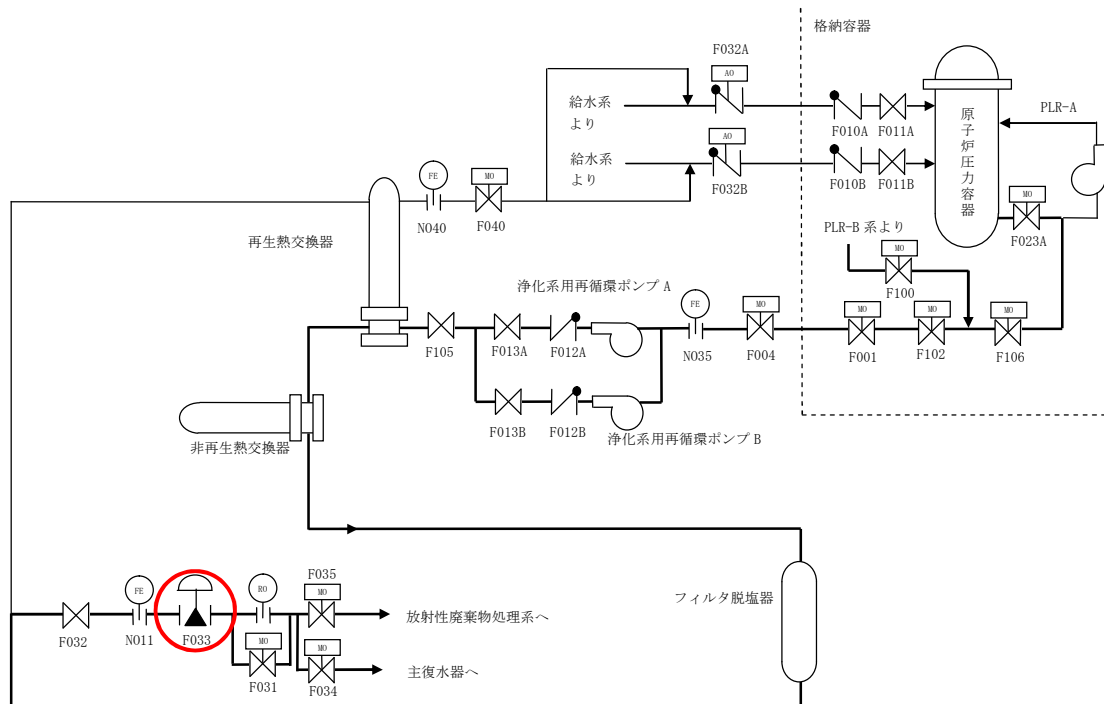 格納容器
F032A
AO
給水系
より
F010A
F011A
原子炉圧力容器
PLR-A
給水系
より
AO
F032B
F010B
F011B
FE
N040
MO
F040
再生熱交換器
PLR-B 系より
MO
F100
MO
F023A
浄化系用再循環ポンプ A
FE
N035
MO
F004
MO
F001
MO
F102
MO
F106
F105
F013A
F012A
F013B
F012B
浄化系用再循環ポンプ B
非再生熱交換器
フィルタ脱塩器
F032
FE
N011
F033
RO
MO
F031
F035
MO
放射性廃棄物処理系へ
MO
F034
主復水器へ